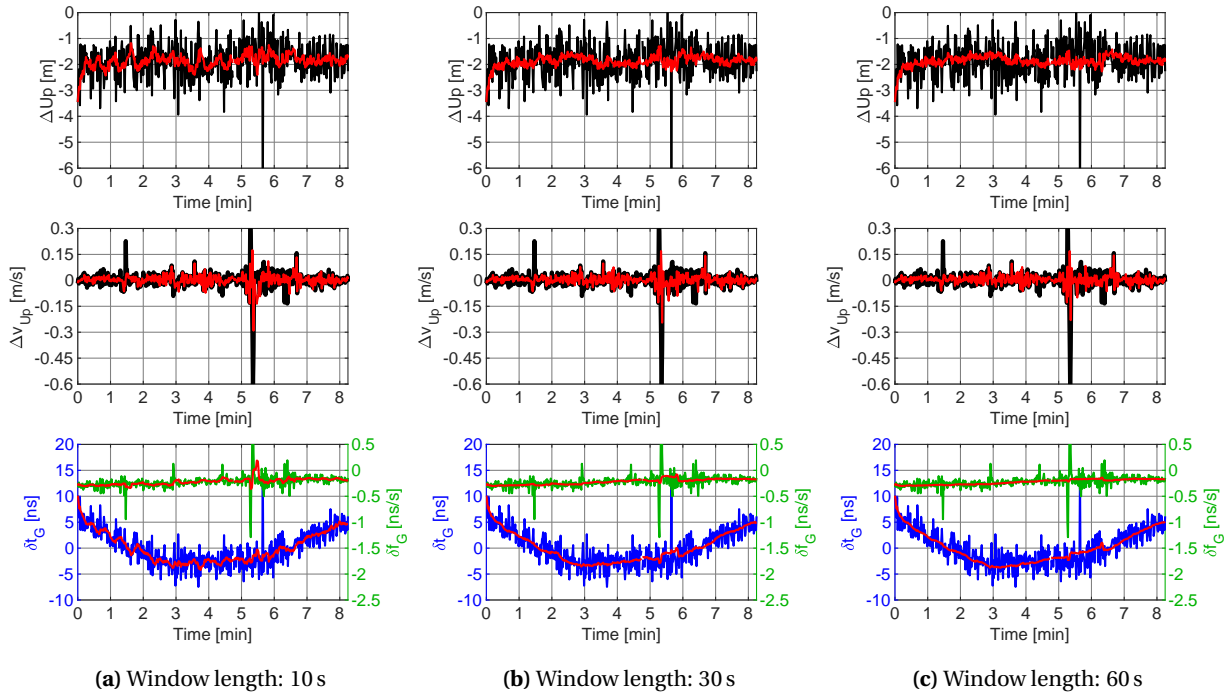 0
-1
-2
-3
-4
-5
-6
ΔUp [m]
0 1 2 3 4 5 6 7 8
Time [min]
0
-1
-2
-3
-4
-5
-6
ΔUp [m]
0 1 2 3 4 5 6 7 8
Time [min]
0
-1
-2
-3
-4
-5
-6
ΔUp [m]
0 1 2 3 4 5 6 7 8
Time [min]
0.3
0.15
0
-0.15
-0.3
-0.45
-0.6
Δv_Up [m/s]
0 1 2 3 4 5 6 7 8
Time [min]
0.3
0.15
0
-0.15
-0.3
-0.45
-0.6
Δv_Up [m/s]
0 1 2 3 4 5 6 7 8
Time [min]
0.3
0.15
0
-0.15
-0.3
-0.45
-0.6
Δv_Up [m/s]
0 1 2 3 4 5 6 7 8
Time [min]
20
15
10
5
0
-5
-10
δt_G [ns]
0.5
0
-0.5
-1
-1.5
-2
-2.5
δf_G [ns/s]
0 1 2 3 4 5 6 7 8
Time [min]
20
15
10
5
0
-5
-10
δt_G [ns]
0.5
0
-0.5
-1
-1.5
-2
-2.5
δf_G [ns/s]
0 1 2 3 4 5 6 7 8
Time [min]
20
15
10
5
0
-5
-10
δt_G [ns]
0.5
0
-0.5
-1
-1.5
-2
-2.5
δf_G [ns/s]
0 1 2 3 4 5 6 7 8
Time [min]
(a) Window length: 10 s
(b) Window length: 30 s
(c) Window length: 60 s